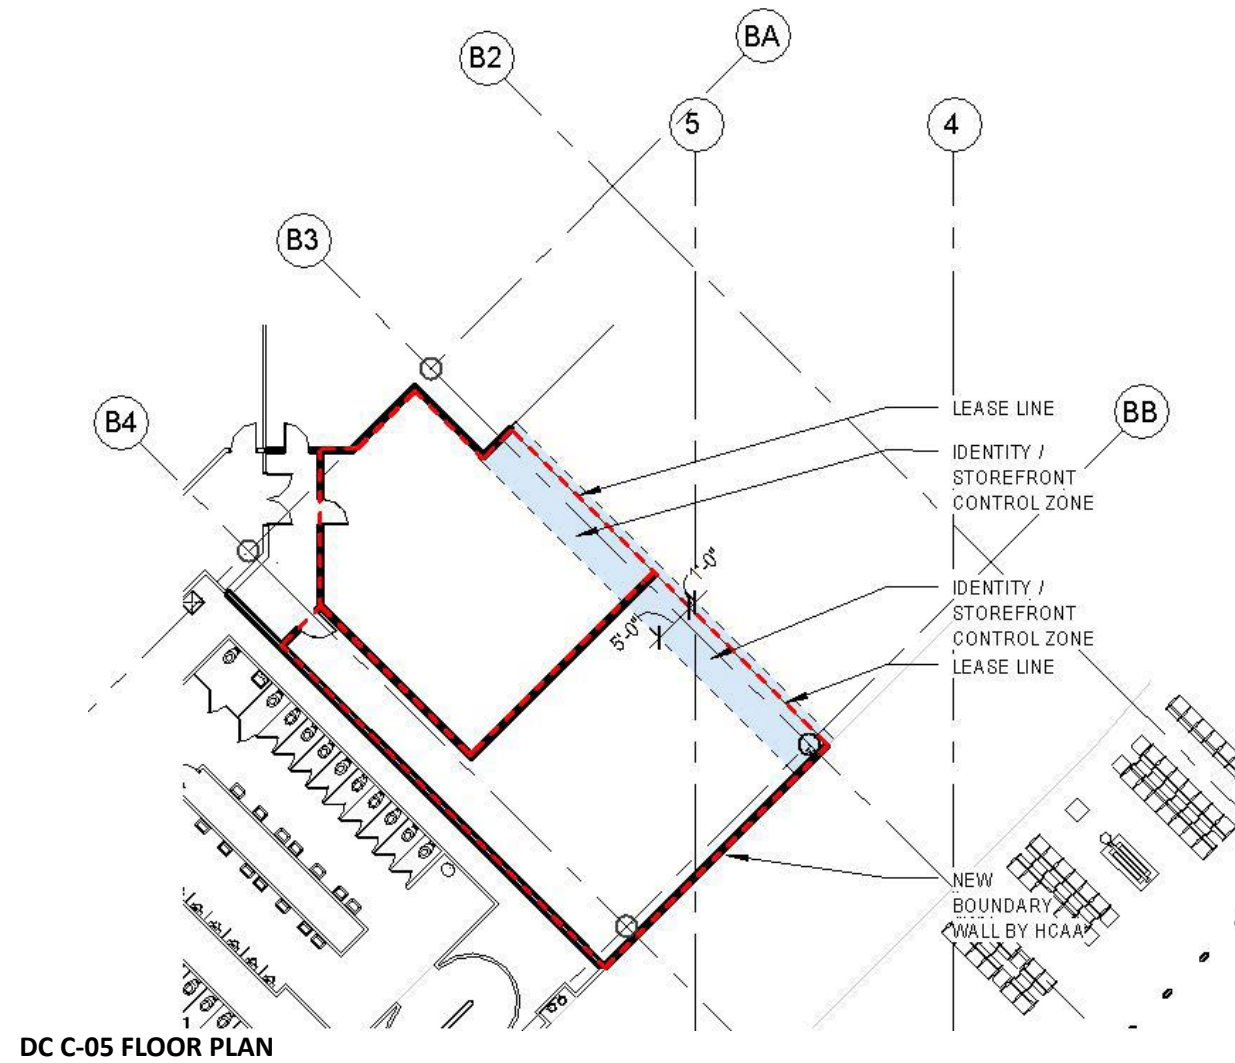 BA
B2
5
4
B3
LEASE LINE
BB
B4
IDENTITY /
STOREFRONT
CONTROL ZONE
1'-0"
IDENTITY /
STOREFRONT
CONTROL ZONE
5'-0"
LEASE LINE
NEW
BOUNDARY
WALL BY HCAA
1
DC C-05 FLOOR PLAN